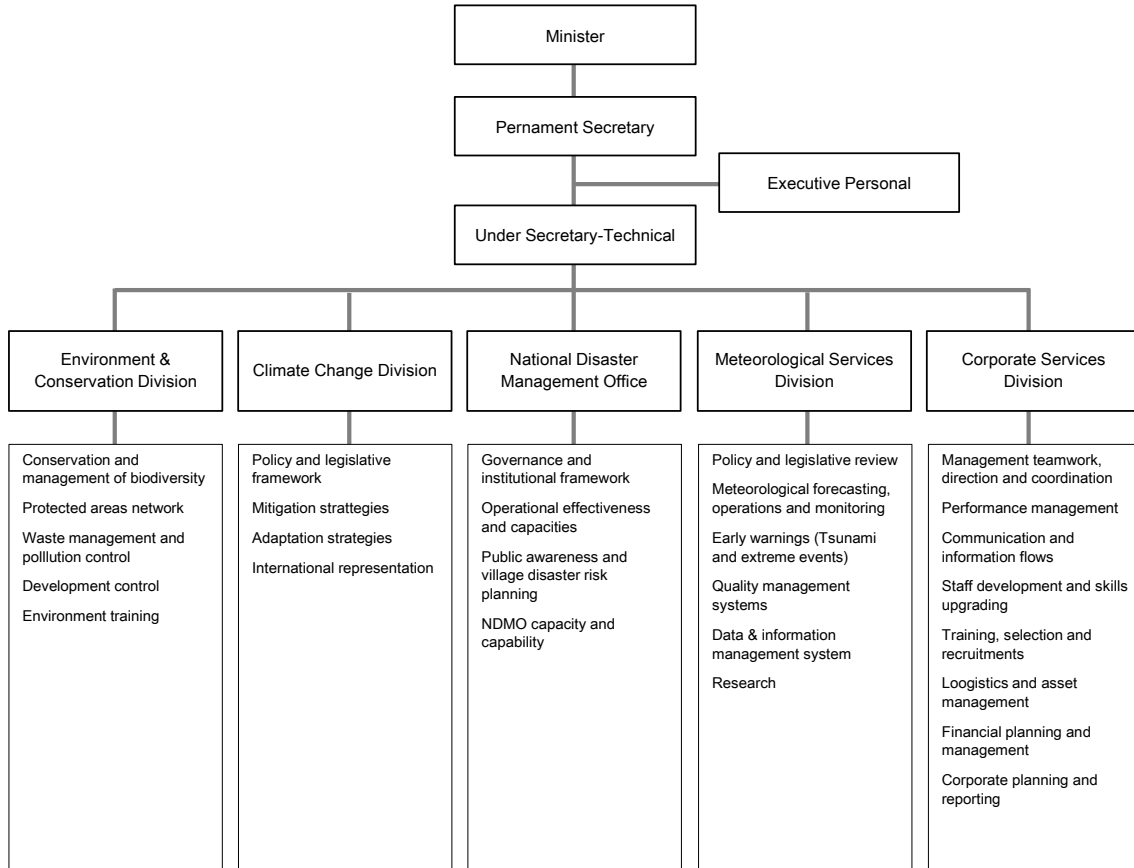 Minister
Pernament Secretary
Executive Personal
Under Secretary-Technical
Environment &
Conservation Division
Climate Change Division
National Disaster
Management Office
Meteorological Services
Division
Corporate Services
Division
Conservation and
management of biodiversity
Protected areas network
Waste management and
polllution control
Development control
Environment training
Policy and legislative
framework
Mitigation strattegies
Adaptation strategies
International representation
Governance and
institutional framework
Operational effectiveness
and capacities
Public awareness and
village disaster risk
planning
NDMO capacity and
capability
Policy and legislative review
Meteorological forecasting,
operations and monitoring
Early warnings (Tsunami
and extreme events)
Quality management
systems
Data & information
management system
Research
Management teamwork,
direction and coordination
Performance management
Communication and
information flows
Staff development and skills
upgrading
Training, selection and
recruitments
Loogistics and asset
management
Financial planning and
management
Corporate planning and
reporting